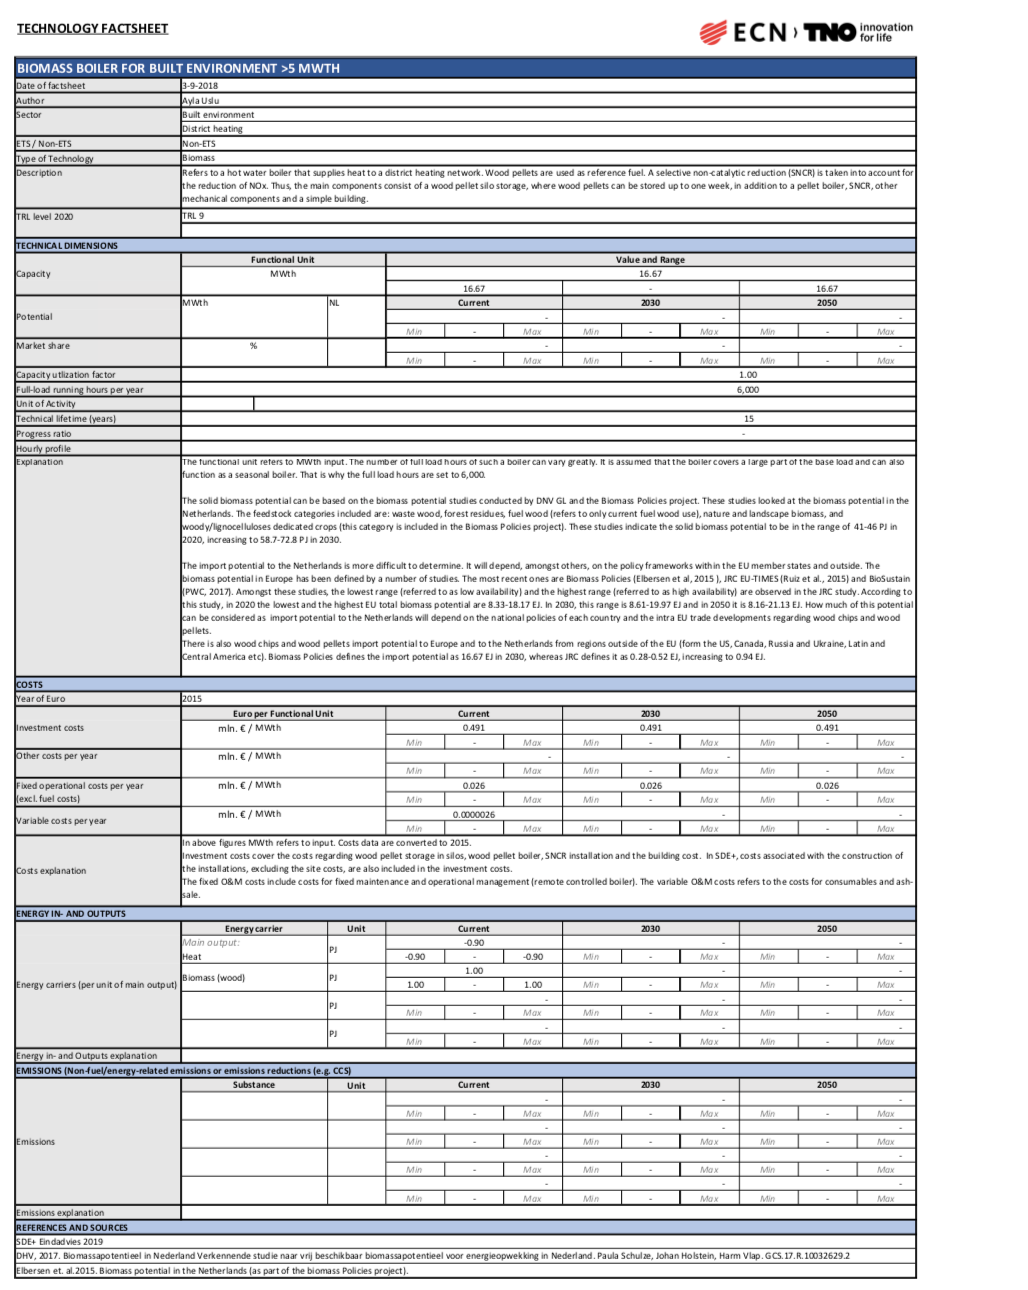 TECHNOLOGY FACTSHEET
ECN › TNO innovation for life
BIOMASS BOILER FOR BUILT ENVIRONMENT >5 MWTH
Date of factsheet 3-9-2018
Author Ayla Uslu
Sector Built environment
District heating
ETS / Non-ETS Non-ETS
Type of Technology Biomass
Description Refers to a hot water boiler that supplies heat to a district heating network. Wood pellets are used as reference fuel. A selective non-catalytic reduction (SNCR) is taken into account for
the reduction of NOx. Thus, the main components consist of a wood pellet silo storage, where wood pellets can be stored up to one week, in addition to a pellet boiler, SNCR, other
mechanical components and a simple building.
TRL level 2020 TRL 9
TECHNICAL DIMENSIONS
Functional Unit Value and Range
Capacity MWth 16.67
16.67 - 16.67
Potential MWth NL Current 2030 2050
- - -
Min - Max Min - Max Min - Max
Market share % - - -
Min - Max Min - Max Min - Max
Capacity utlization factor 1.00
Full-load running hours per year 6,000
Unit of Activity
Technical lifetime (years) 15
Progress ratio -
Hourly profile
Explanation The functional unit refers to MWth input. The number of full load hours of such a boiler can vary greatly. It is assumed that the boiler covers a large part of the base load and can also
function as a seasonal boiler. That is why the full load hours are set to 6,000.
The solid biomass potential can be based on the biomass potential studies conducted by DNV GL and the Biomass Policies project. These studies looked at the biomass potential in the
Netherlands. The feedstock categories included are: waste wood, forest residues, fuel wood (refers to only current fuel wood use), nature and landscape biomass, and
woody/lignocelluloses dedicated crops (this category is included in the Biomass Policies project). These studies indicate the solid biomass potential to be in the range of 41-46 PJ in
2020, increasing to 58.7-72.8 PJ in 2030.
The import potential to the Netherlands is more difficult to determine. It will depend, amongst others, on the policy frameworks within the EU member states and outside. The
biomass potential in Europe has been defined by a number of studies. The most recent ones are Biomass Policies (Elbersen et al, 2015 ), JRC EU-TIMES (Ruiz et al., 2015) and BioSustain
(PWC, 2017). Amongst these studies, the lowest range (referred to as low availability) and the highest range (referred to as high availability) are observed in the JRC study. According to
this study, in 2020 the lowest and the highest EU total biomass potential are 8.33-18.17 EJ. In 2030, this range is 8.61-19.97 EJ and in 2050 it is 8.16-21.13 EJ. How much of this potential
can be considered as import potential to the Netherlands will depend on the national policies of each country and the intra EU trade developments regarding wood chips and wood
pellets.
There is also wood chips and wood pellets import potential to Europe and to the Netherlands from regions outside of the EU (form the US, Canada, Russia and Ukraine, Latin and
Central America etc). Biomass Policies defines the import potential as 16.67 EJ in 2030, whereas JRC defines it as 0.28-0.52 EJ, increasing to 0.94 EJ.
COSTS
Year of Euro 2015
Euro per Functional Unit Current 2030 2050
Investment costs mln. € / MWth 0.491 0.491 0.491
Min - Max Min - Max Min - Max
Other costs per year mln. € / MWth - - -
Min - Max Min - Max Min - Max
Fixed operational costs per year mln. € / MWth 0.026 0.026 0.026
(excl. fuel costs) Min - Max Min - Max Min - Max
Variable costs per year mln. € / MWth 0.0000026 - -
Min - Max Min - Max Min - Max
Costs explanation In above figures MWth refers to input. Costs data are converted to 2015.
Investment costs cover the costs regarding wood pellet storage in silos, wood pellet boiler, SNCR installation and the building cost. In SDE+, costs associated with the construction of
the installations, excluding the site costs, are also included in the investment costs.
The fixed O&M costs include costs for fixed maintenance and operational management (remote controlled boiler). The variable O&M costs refers to the costs for consumables and ash-
sale.
ENERGY IN- AND OUTPUTS
Energy carrier Unit Current 2030 2050
Energy carriers (per unit of main output) Main output: PJ -0.90 - -
Heat -0.90 - -0.90 Min - Max Min - Max
Biomass (wood) PJ 1.00 - -
1.00 - 1.00 Min - Max Min - Max
PJ - - -
Min - Max Min - Max Min - Max
PJ - - -
Min - Max Min - Max Min - Max
Energy in- and Outputs explanation
EMISSIONS (Non-fuel/energy-related emissions or emissions reductions (e.g. CCS)
Substance Unit Current 2030 2050
Emissions - - -
Min - Max Min - Max Min - Max
- - -
Min - Max Min - Max Min - Max
- - -
Min - Max Min - Max Min - Max
- - -
Min - Max Min - Max Min - Max
Emissions explanation
REFERENCES AND SOURCES
SDE+ Eindadvies 2019
DHV, 2017. Biomassapotentieel in Nederland Verkennende studie naar vrij beschikbaar biomassapotentieel voor energieopwekking in Nederland. Paula Schulze, Johan Holstein, Harm Vlap. GCS.17.R.10032629.2
Elbersen et. al.2015. Biomass potential in the Netherlands (as part of the biomass Policies project).